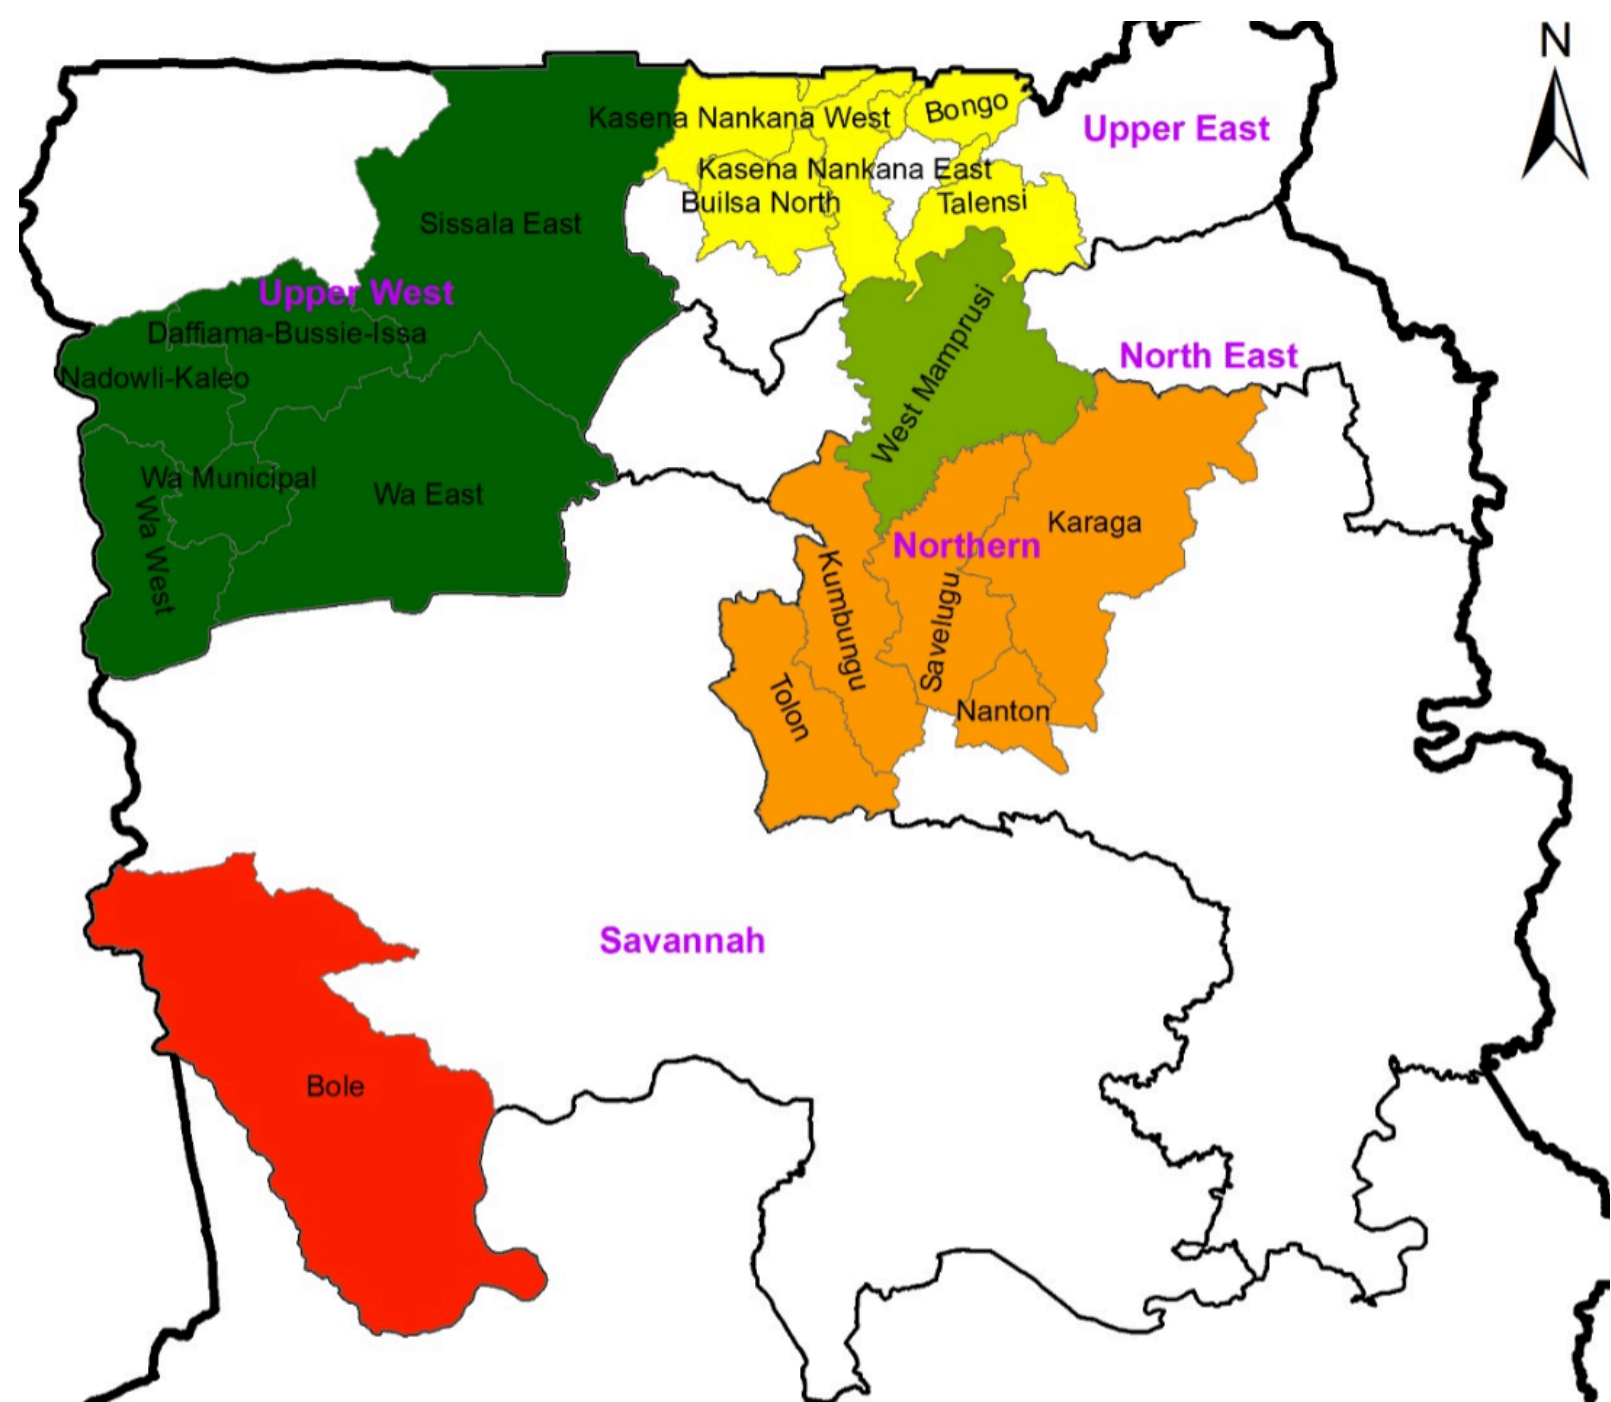 N
Kasena Nankana West
Bongo
Upper East
Kasena Nankana East
Builsa North
Talensi
Sissala East
Upper West
Daffiama-Bussie-Issa
Nadowli-Kaleo
West Mamprusi
North East
Wa Municipal
Wa East
Wa West
Karaga
Northern
Kumbungu
Savelugu
Tolon
Nanton
Savannah
Bole